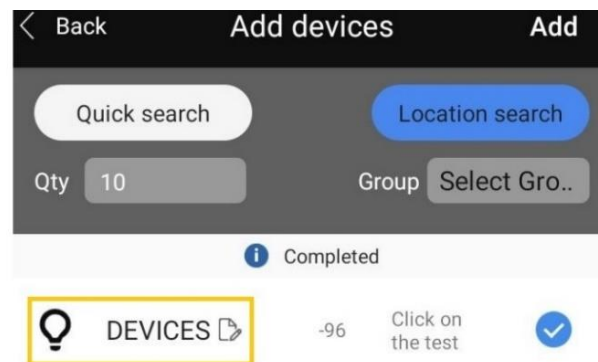 Back Add devices Add
Quick search Location search
Qty 10 Group Select Gro..
i Completed
DEVICES -96 Click on the test